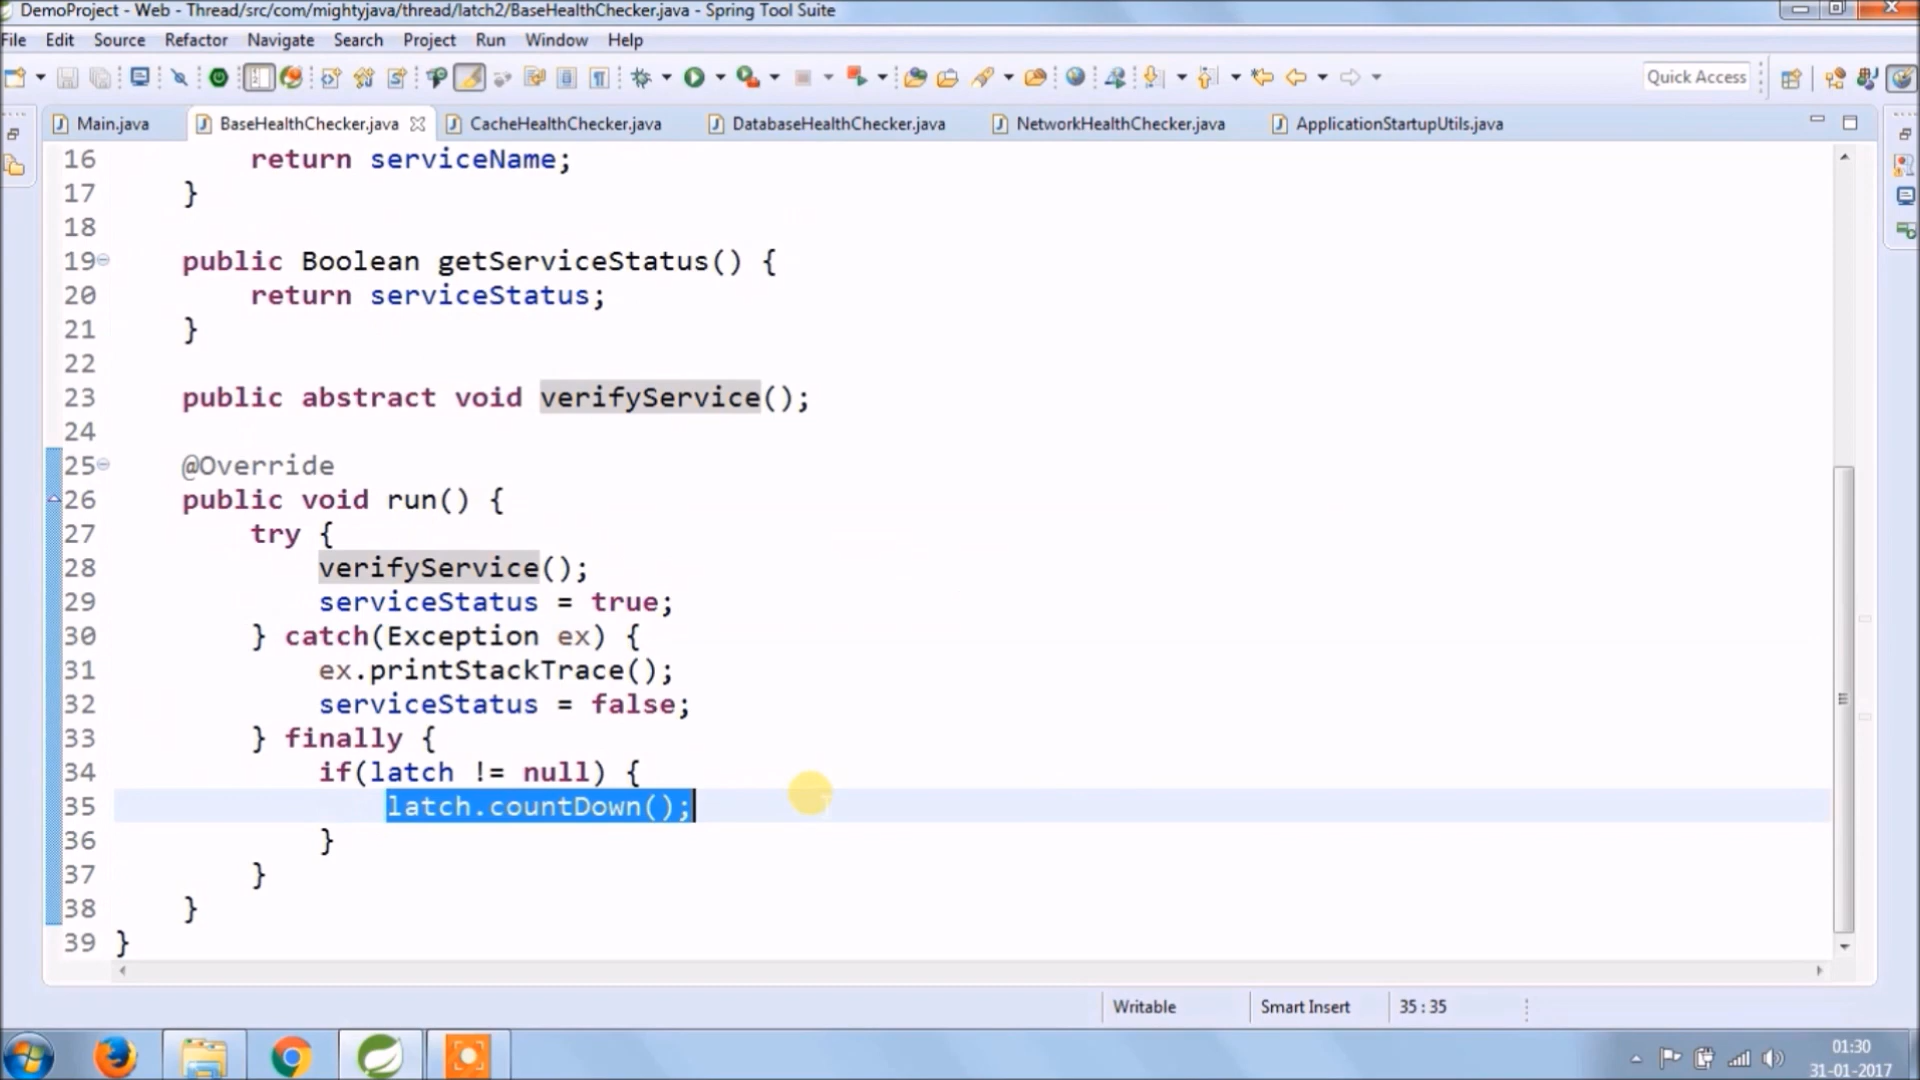 DemoProject - Web - Thread/src/com/mightyjava/thread/latch2/BaseHealthChecker.java - Spring Tool Suite
File Edit Source Refactor Navigate Search Project Run Window Help
Quick Access
Main.java BaseHealthChecker.java CacheHealthChecker.java DatabaseHealthChecker.java NetworkHealthChecker.java ApplicationStartupUtils.java
16 return serviceName;
17 }
18
19 public Boolean getServiceStatus() {
20 return serviceStatus;
21 }
22
23 public abstract void verifyService();
24
25 @Override
26 public void run() {
27 try {
28 verifyService();
29 serviceStatus = true;
30 } catch(Exception ex) {
31 ex.printStackTrace();
32 serviceStatus = false;
33 } finally {
34 if(latch != null) {
35 latch.countDown();
36 }
37 }
38 }
39 }
Writable Smart Insert 35 : 35
01:30
31-01-2017